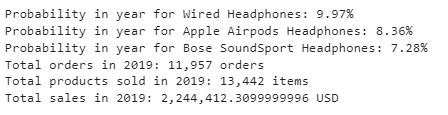 Probability in year for Wired Headphones: 9.97%
Probability in year for Apple Airpods Headphones: 8.36%
Probability in year for Bose SoundSport Headphones: 7.28%
Total orders in 2019: 11,957 orders
Total products sold in 2019: 13,442 items
Total sales in 2019: 2,244,412.3099999996 USD